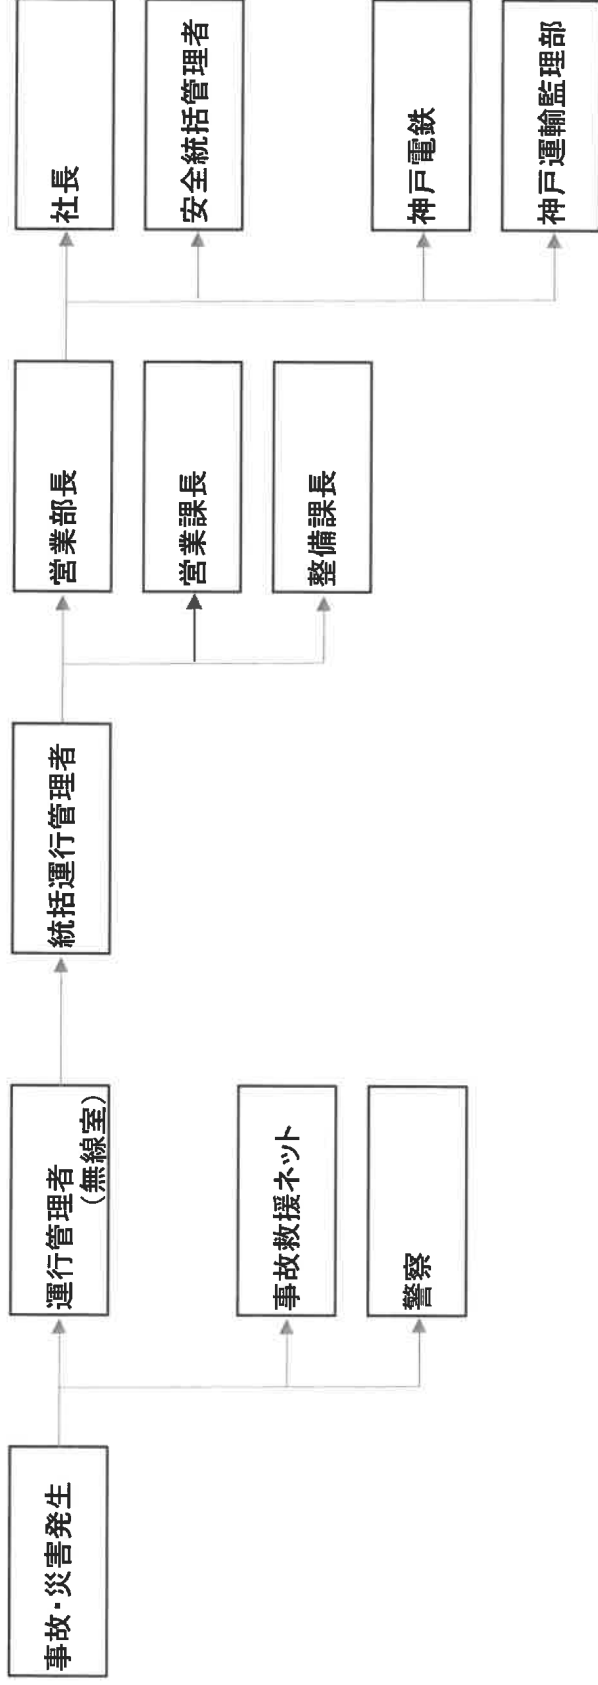 事故・災害発生
運行管理者
（無線室）
事故救援ネット
警察
統括運行管理者
営業部長
営業課長
整備課長
社長
安全統括管理者
神戸電鉄
神戸運輸監理部